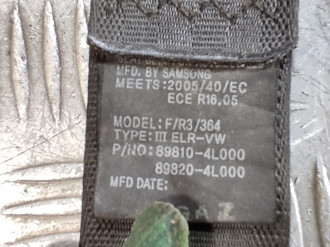 MFD. BY SAMSONG
MEETS: 2005/40/EC
ECE R16.05
MODEL: F/R3/364
TYPE: III ELR-VW
P/NO: 89810-4L000
89820-4L000
MFD DATE: